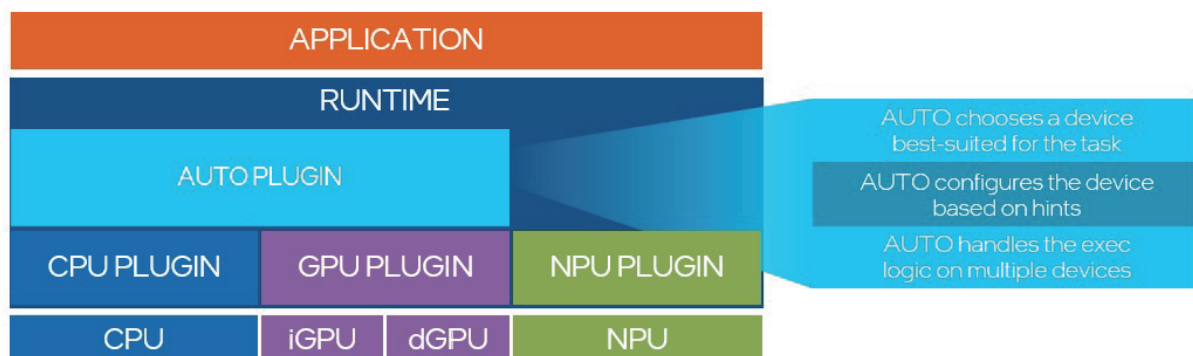 APPLICATION
RUNTIME
AUTO PLUGIN
AUTO chooses a device
best-suited for the task
AUTO configures the device
based on hints
AUTO handles the exec
logic on multiple devices
CPU PLUGIN
GPU PLUGIN
NPU PLUGIN
CPU
iGPU
dGPU
NPU